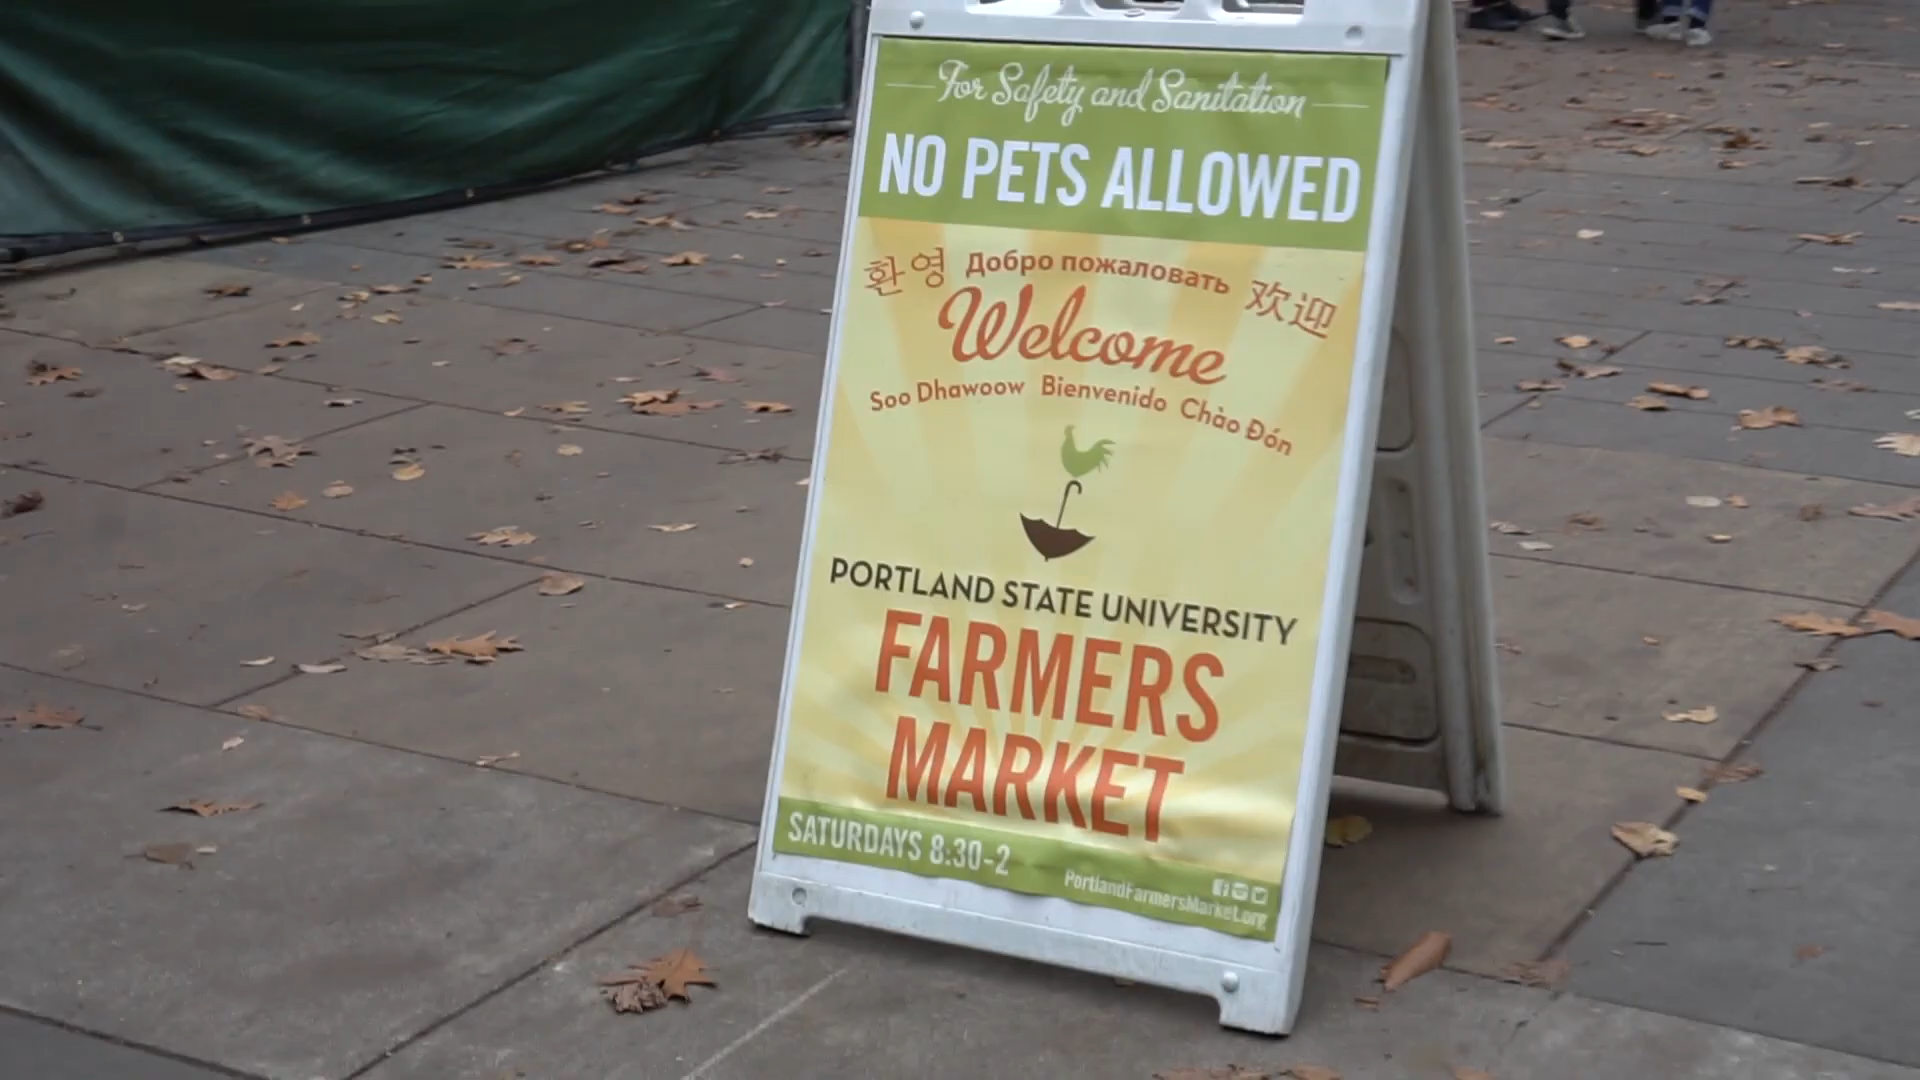 For Safety and Sanitation
NO PETS ALLOWED
환영 Добро пожаловать 欢迎
Welcome
Soo Dhawoow Bienvenido Chào Đón
PORTLAND STATE UNIVERSITY
FARMERS
MARKET
SATURDAYS 8:30-2
PortlandFarmersMarket.org